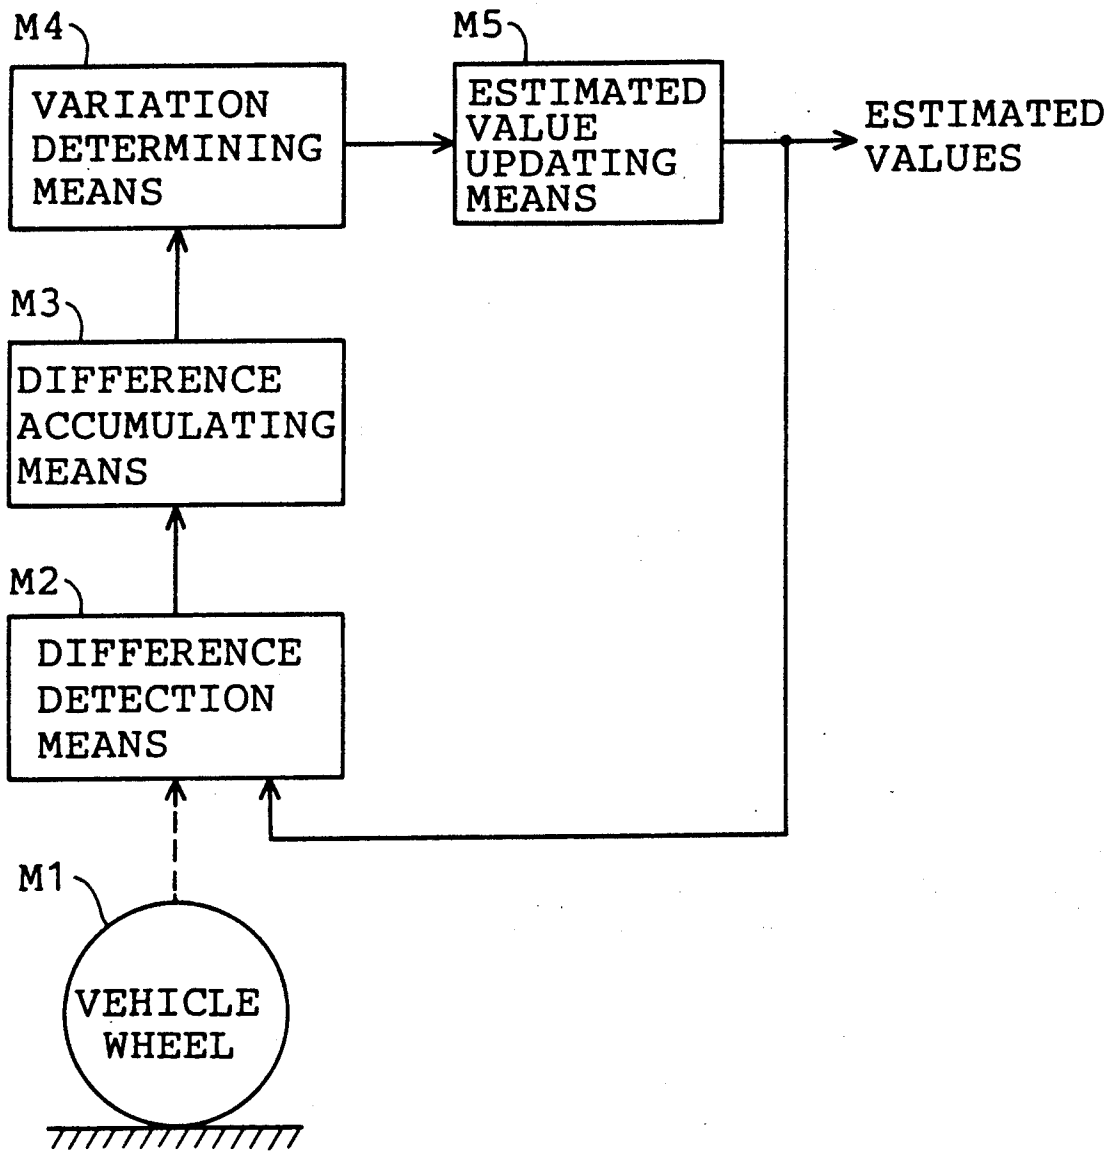 M4
VARIATION
DETERMINING
MEANS
M5
ESTIMATED
VALUE
UPDATING
MEANS
ESTIMATED
VALUES
M3
DIFFERENCE
ACCUMULATING
MEANS
M2
DIFFERENCE
DETECTION
MEANS
M1
VEHICLE
WHEEL